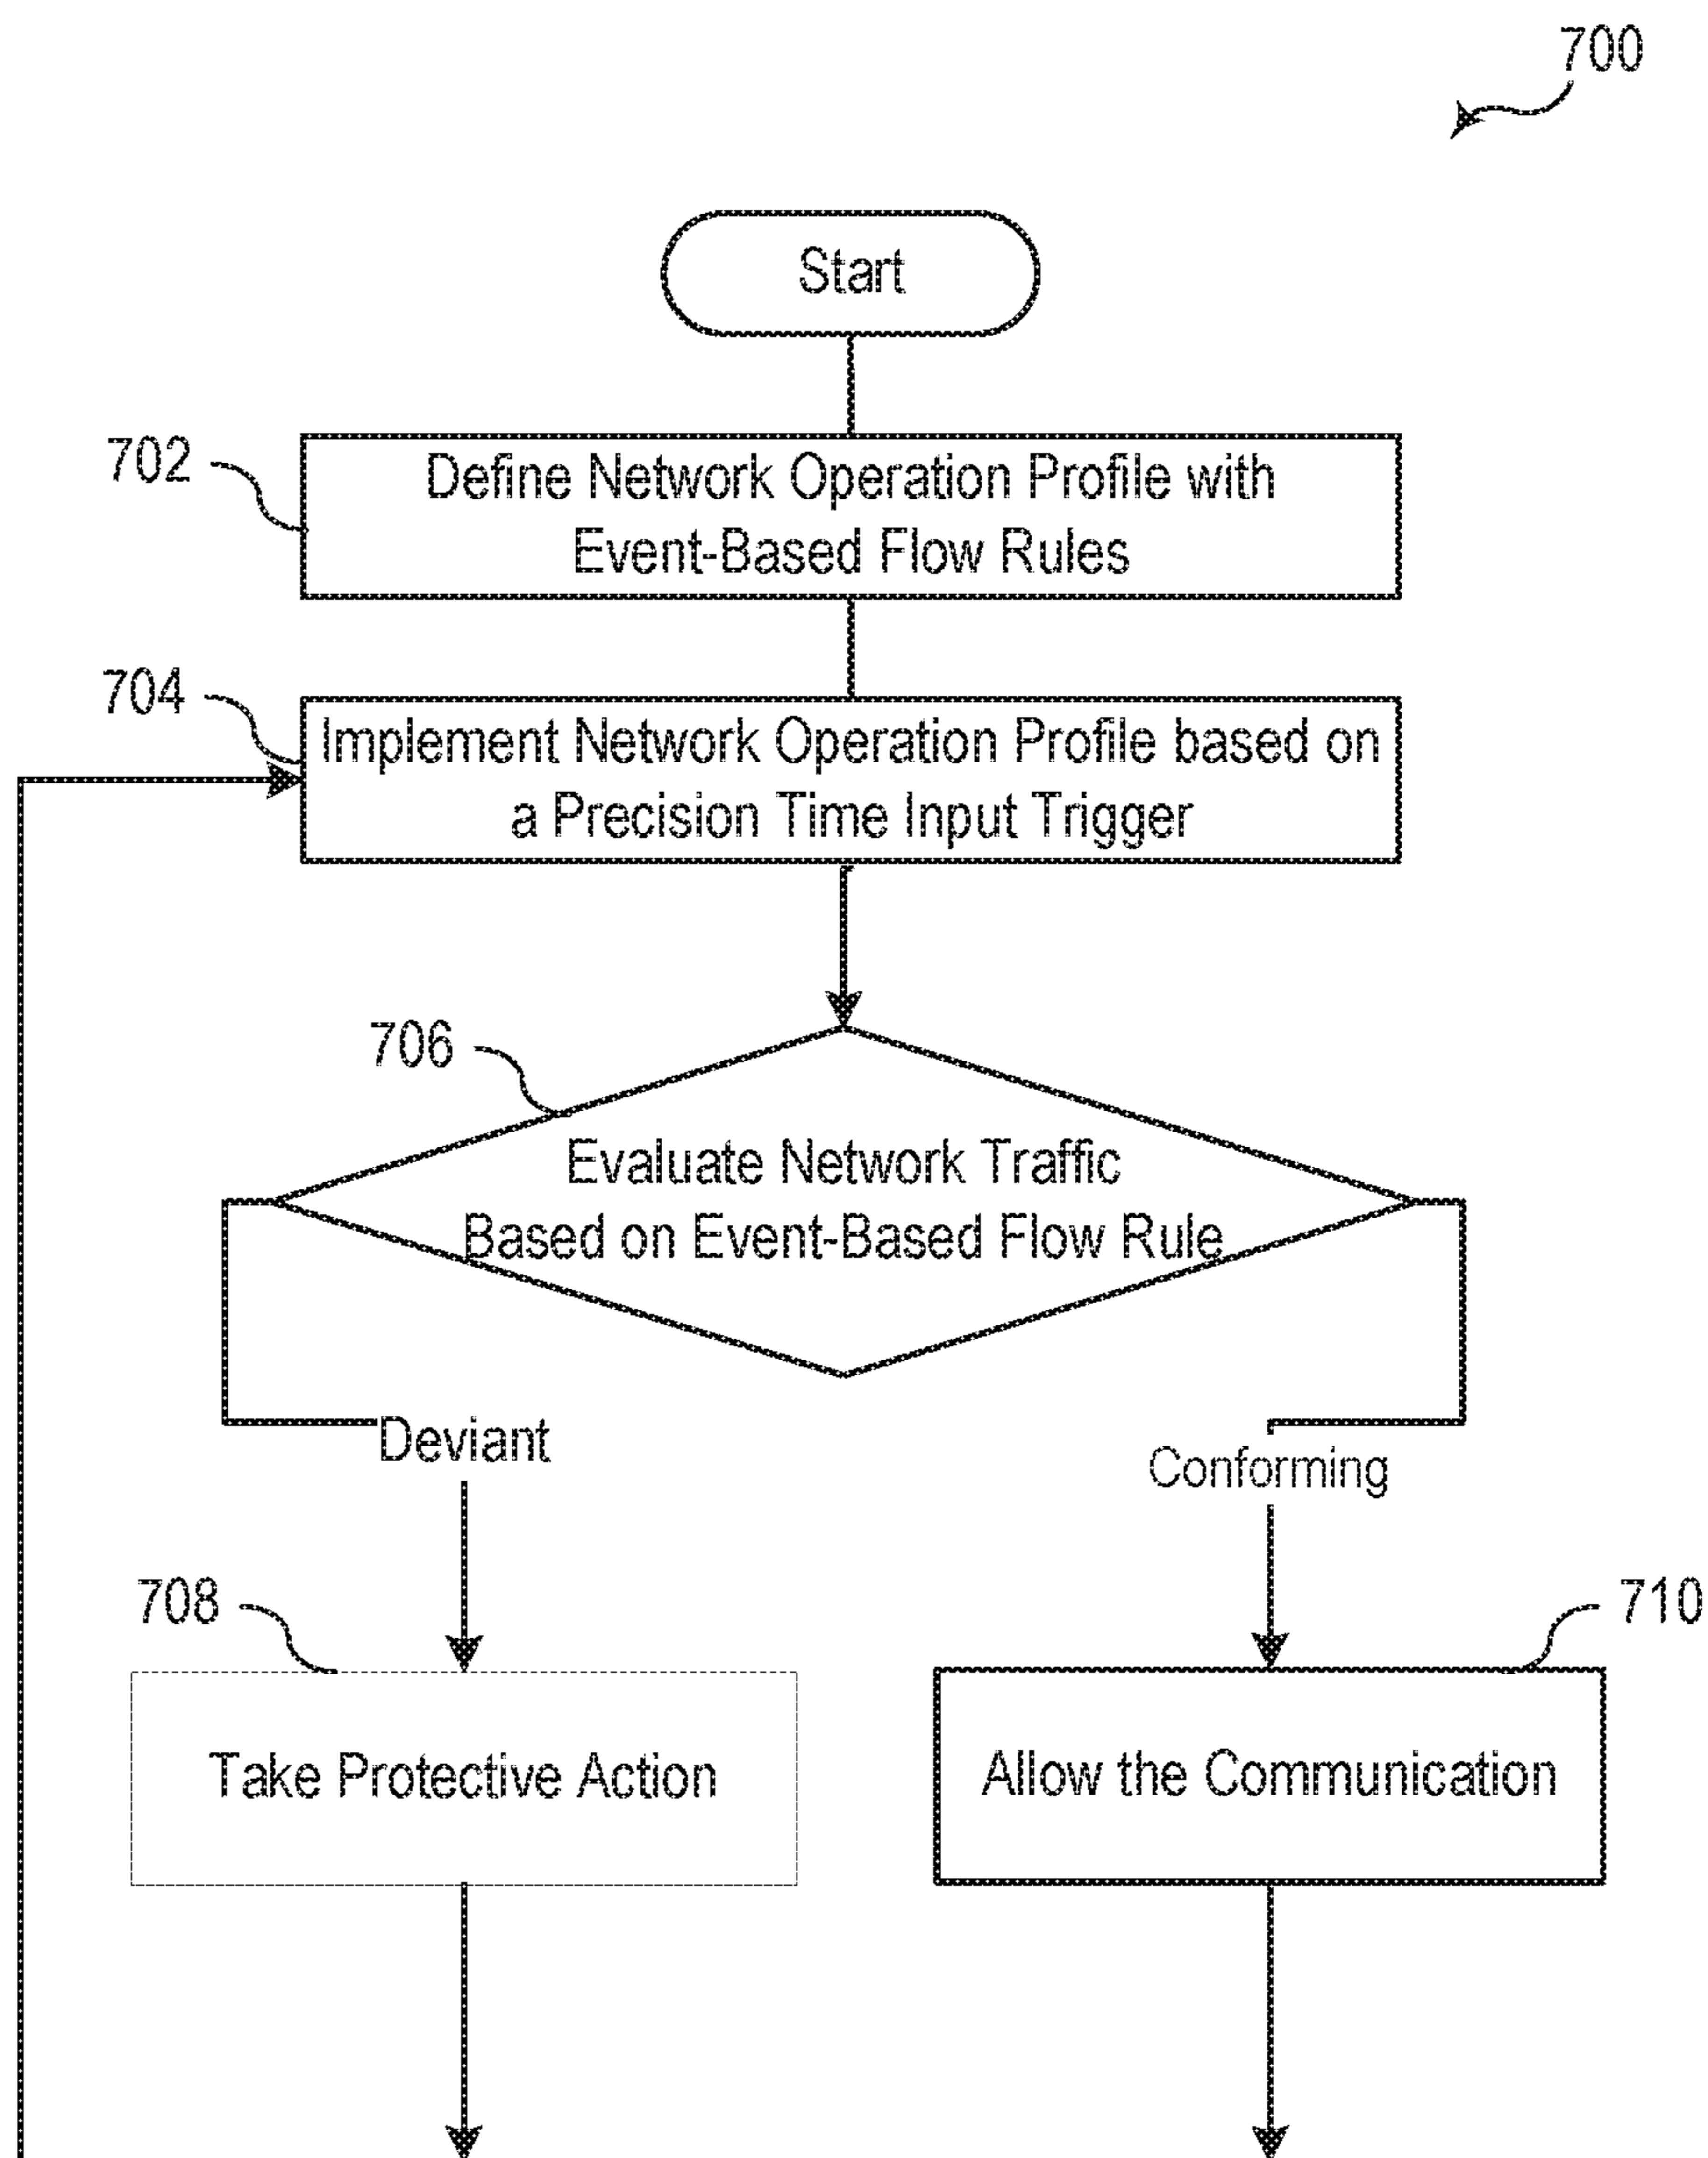 700
Start
702
Define Network Operation Profile with
Event-Based Flow Rules
704
Implement Network Operation Profile based on
a Precision Time Input Trigger
706
Evaluate Network Traffic
Based on Event-Based Flow Rule
Deviant
Conforming
708
710
Take Protective Action
Allow the Communication